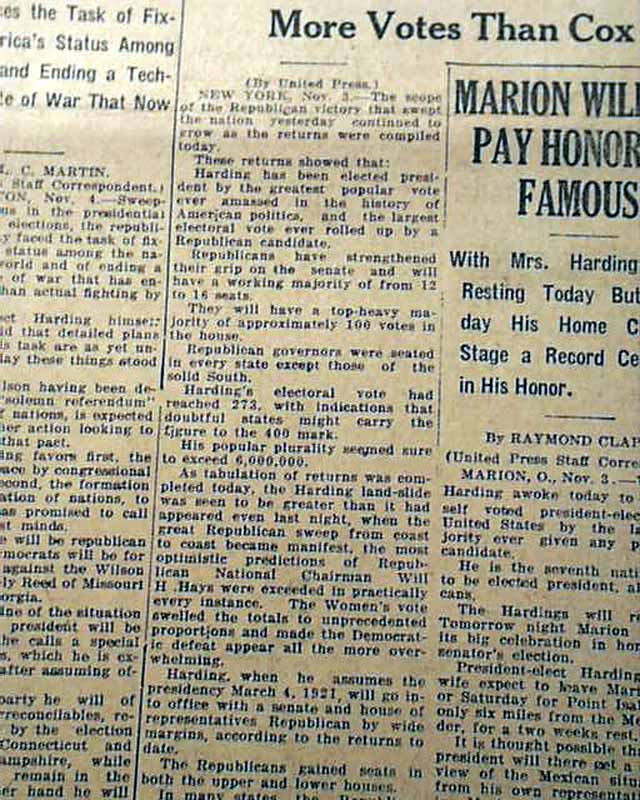 es the Task of Fix-
rica's Status Among
and Ending a Tech-
te of War That Now
L. C. MARTIN.
Staff Correspondent.)
TON, Nov. 4.—Sweep-
us in the presidential
elections, the republi-
y faced the task of fix-
status among the na-
world and of ending a
of war that has en-
han actual fighting by
ect Harding himself
id that detailed plans
is task are as yet un-
lay these things stood
lson having been de-
"solemn referendum"
f nations, is expected
her action looking to
that pact.
ing favors first, the
eace by congressional
econd, the formation
ation of nations, to
as promised to call
st minds.
e will be republican
mocrats will be for
against the Wilson
ly Reed of Missouri
orgia.
ine of the situation
president will be
he calls a special
s, which he is ex-
after assuming of-
party he will of
rreconcilables, re-
by the election
Connecticut and
ampshire, while
remain in the
er hand he will
More Votes Than Cox
(By United Press.)
NEW YORK, Nov. 3.—The scope
of the Republican victory that swept
the nation yesterday continued to
grow as the returns were compiled
today.
These returns showed that:
Harding has been elected presi-
dent by the greatest popular vote
ever amassed in the history of
American politics, and the largest
electoral vote ever rolled up by a
Republican candidate.
Republicans have strengthened
their grip on the senate and will
have a working majority of from 12
to 16 seats.
They will have a top-heavy ma-
jority of approximately 100 votes in
the house.
Republican governors were seated
in every state except those of the
solid South.
Harding's electoral vote had
reached 273, with indications that
doubtful states might carry the
figure to the 400 mark.
His popular plurality seemed sure
to exceed 6,000,000.
As tabulation of returns was com-
pleted today, the Harding land-slide
was seen to be greater than it had
appeared even last night, when the
great Republican sweep from coast
to coast became manifest, the most
optimistic predictions of Repub-
lican National Chairman Will
H. Hays were exceeded in practically
every instance. The Women's vote
swelled the totals to unprecedented
proportions and made the Democrat-
ic defeat appear all the more over-
whelming.
Harding, when he assumes the
presidency March 4, 1921, will go in-
to office with a senate and house of
representatives Republican by wide
margins, according to the returns to
date.
The Republicans gained seats in
both the upper and lower houses.
In many states, the Republi
MARION WIL
PAY HONOR
FAMOUS
With Mrs. Harding
Resting Today But
day His Home C
Stage a Record Ce
in His Honor.
By RAYMOND CLAP
(United Press Staff Corre
MARION, O., Nov. 3.—
Harding awoke today to
self voted president-elec
United States by the la
jority ever given any p
candidate.
He is the seventh nati
to be elected president, a
cans.
The Hardings will re
Tomorrow night Marion
its big celebration in hon
senator's election.
President-elect Harding
wife expect to leave Mar
or Saturday for Point Isa
only six miles from the Me
der, for a two weeks rest.
It is thought possible th
president will there get a
view of the Mexican situa
from his own representat